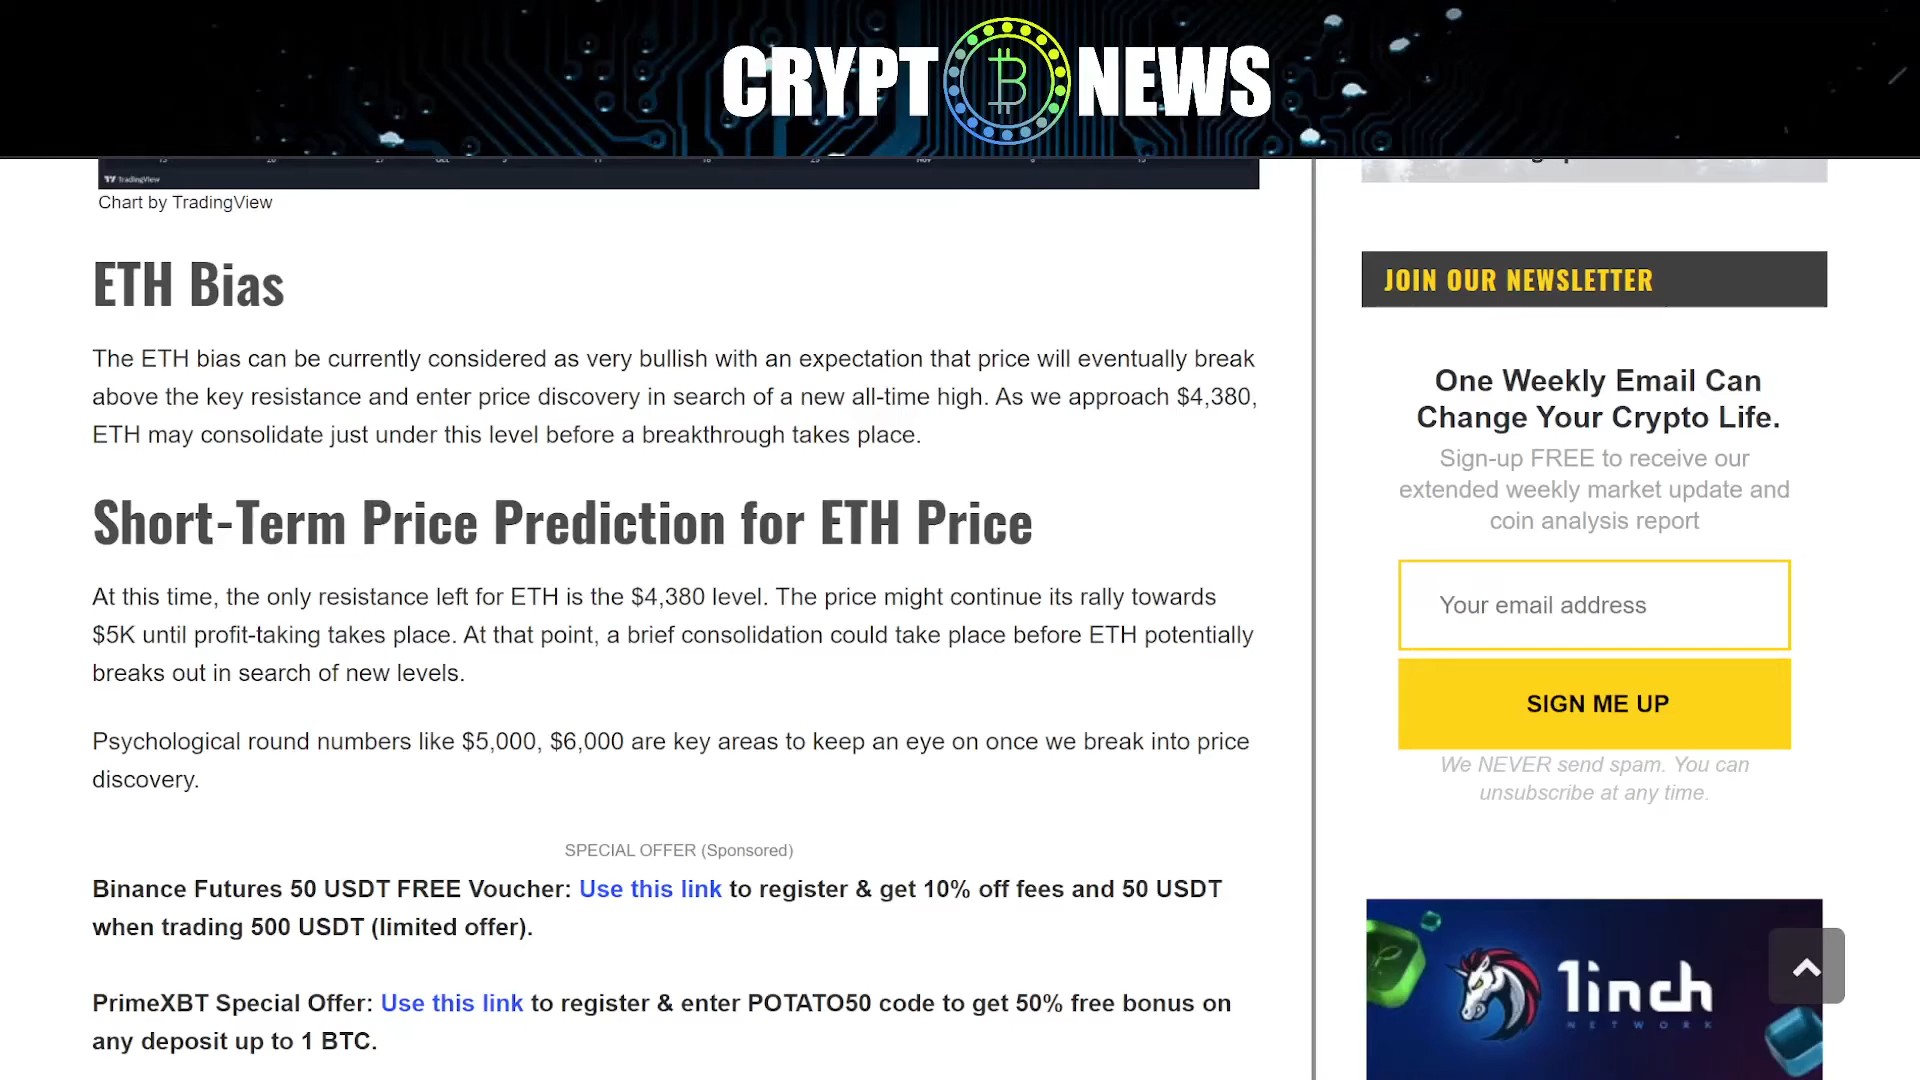 CRYPT NEWS
TradingView
Chart by TradingView
ETH Bias
The ETH bias can be currently considered as very bullish with an expectation that price will eventually break
above the key resistance and enter price discovery in search of a new all-time high. As we approach $4,380,
ETH may consolidate just under this level before a breakthrough takes place.
Short-Term Price Prediction for ETH Price
At this time, the only resistance left for ETH is the $4,380 level. The price might continue its rally towards
$5K until profit-taking takes place. At that point, a brief consolidation could take place before ETH potentially
breaks out in search of new levels.
Psychological round numbers like $5,000, $6,000 are key areas to keep an eye on once we break into price
discovery.
SPECIAL OFFER (Sponsored)
Binance Futures 50 USDT FREE Voucher: Use this link to register & get 10% off fees and 50 USDT
when trading 500 USDT (limited offer).
PrimeXBT Special Offer: Use this link to register & enter POTATO50 code to get 50% free bonus on
any deposit up to 1 BTC.
JOIN OUR NEWSLETTER
One Weekly Email Can
Change Your Crypto Life.
Sign-up FREE to receive our
extended weekly market update and
coin analysis report
Your email address
SIGN ME UP
We NEVER send spam. You can
unsubscribe at any time.
1inch
NETWORK